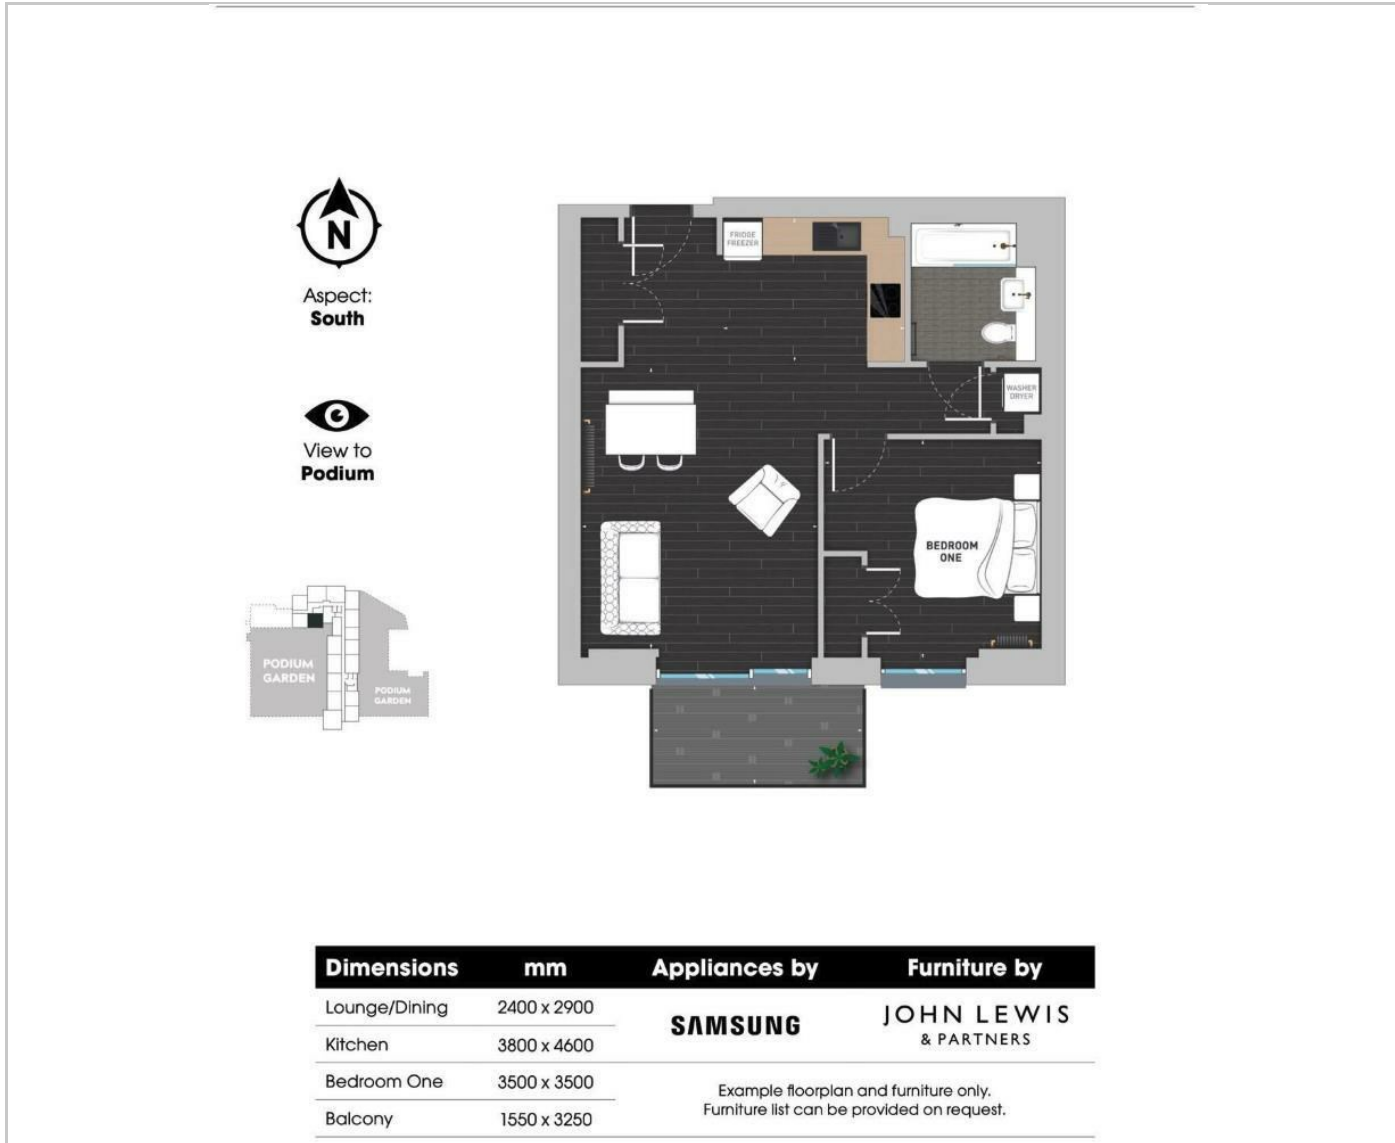 N
Aspect:
South
View to
Podium
PODIUM
GARDEN
PODIUM
GARDEN
FRIDGE
FREEZER
WASHER
DRYER
BEDROOM
ONE
Dimensions mm Appliances by Furniture by
Lounge/Dining 2400 x 2900
Kitchen 3800 x 4600
Bedroom One 3500 x 3500
Balcony 1550 x 3250
SAMSUNG
JOHN LEWIS
& PARTNERS
Example floorplan and furniture only.
Furniture list can be provided on request.